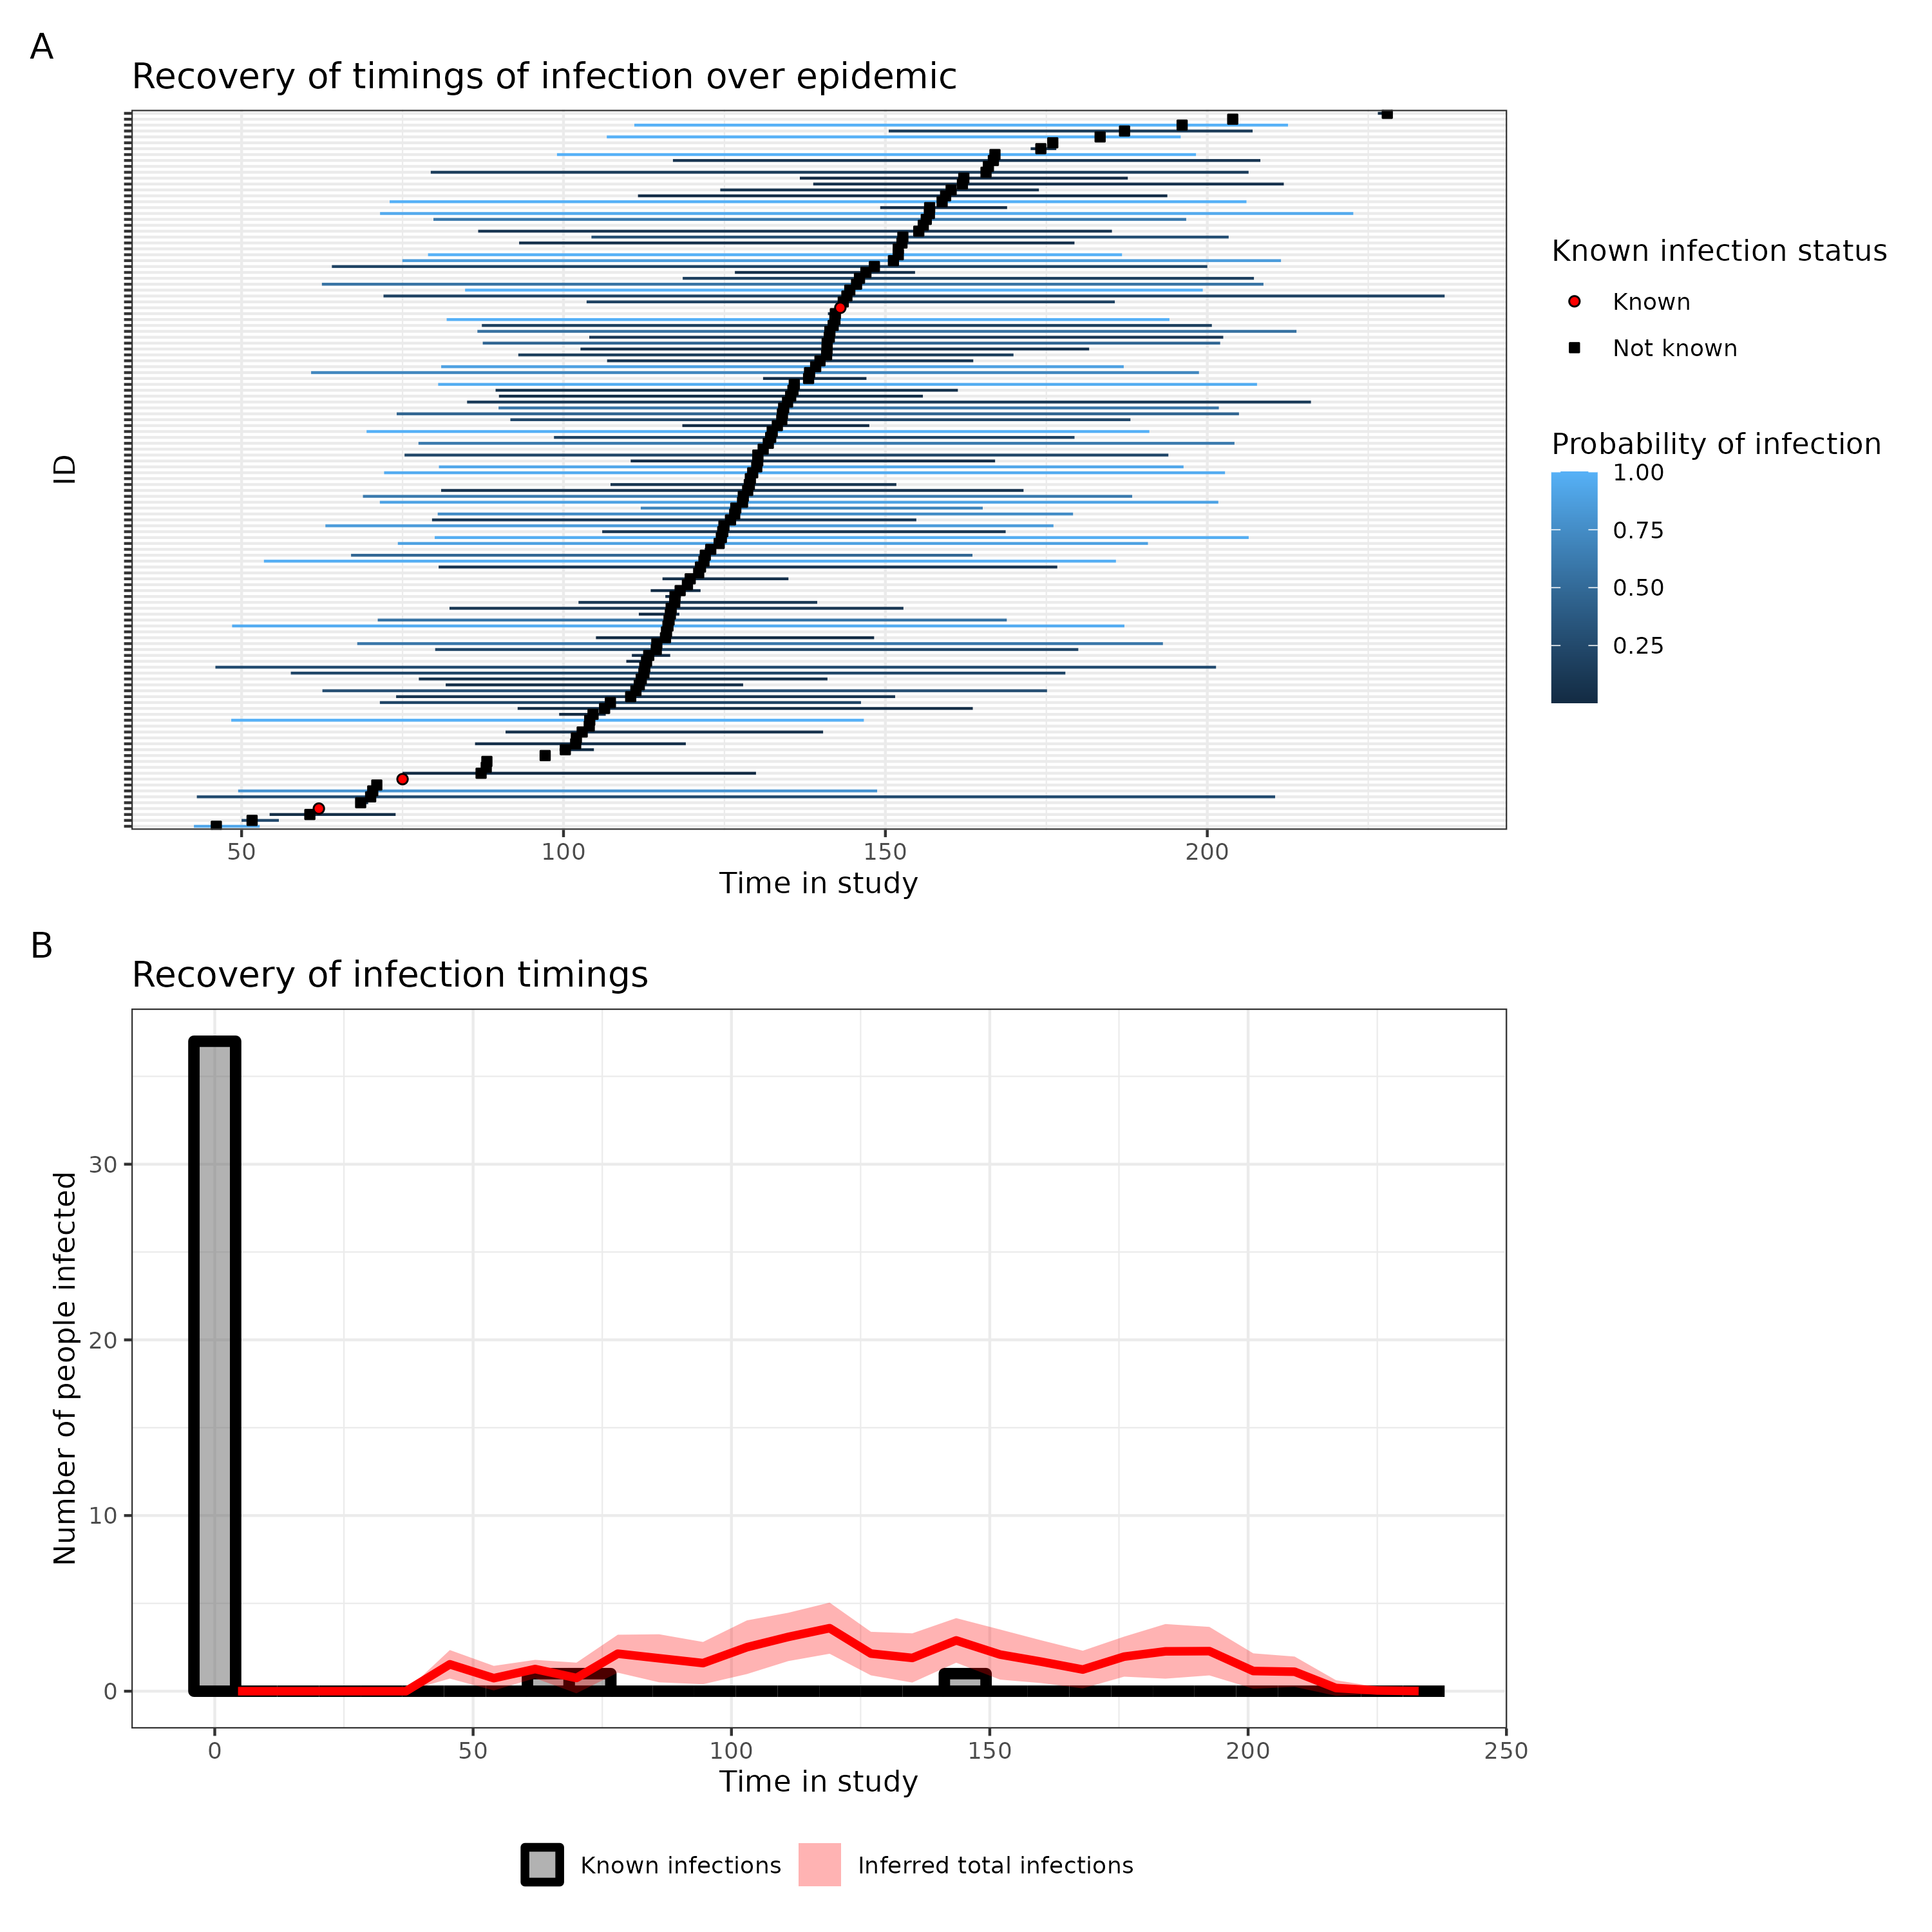 A
Recovery of timings of infection over epidemic
ID
50 100 150 200
Time in study
Known infection status
Known
Not known
Probability of infection
1.00
0.75
0.50
0.25
B
Recovery of infection timings
Number of people infected
30
20
10
0
0 50 100 150 200 250
Time in study
Known infections Inferred total infections